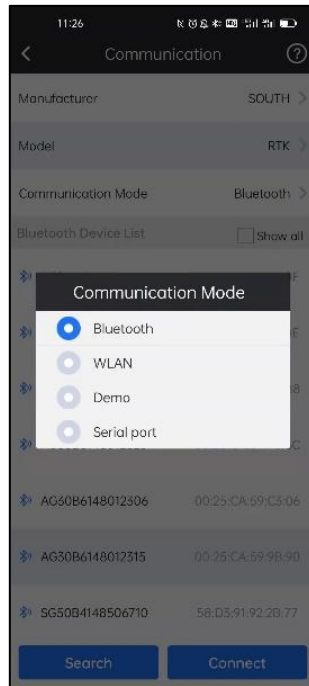 11:26
Communication
Manufacturer SOUTH
Model RTK
Communication Mode Bluetooth
Bluetooth Device List Show all
Communication Mode
Bluetooth
WLAN
Demo
Serial port
AG30B6148012306 00:25:CA:59:C3:06
AG30B6148012315 00:25:CA:59:9B:90
SG50B4148506710 58:D3:91:92:2B:77
Search Connect